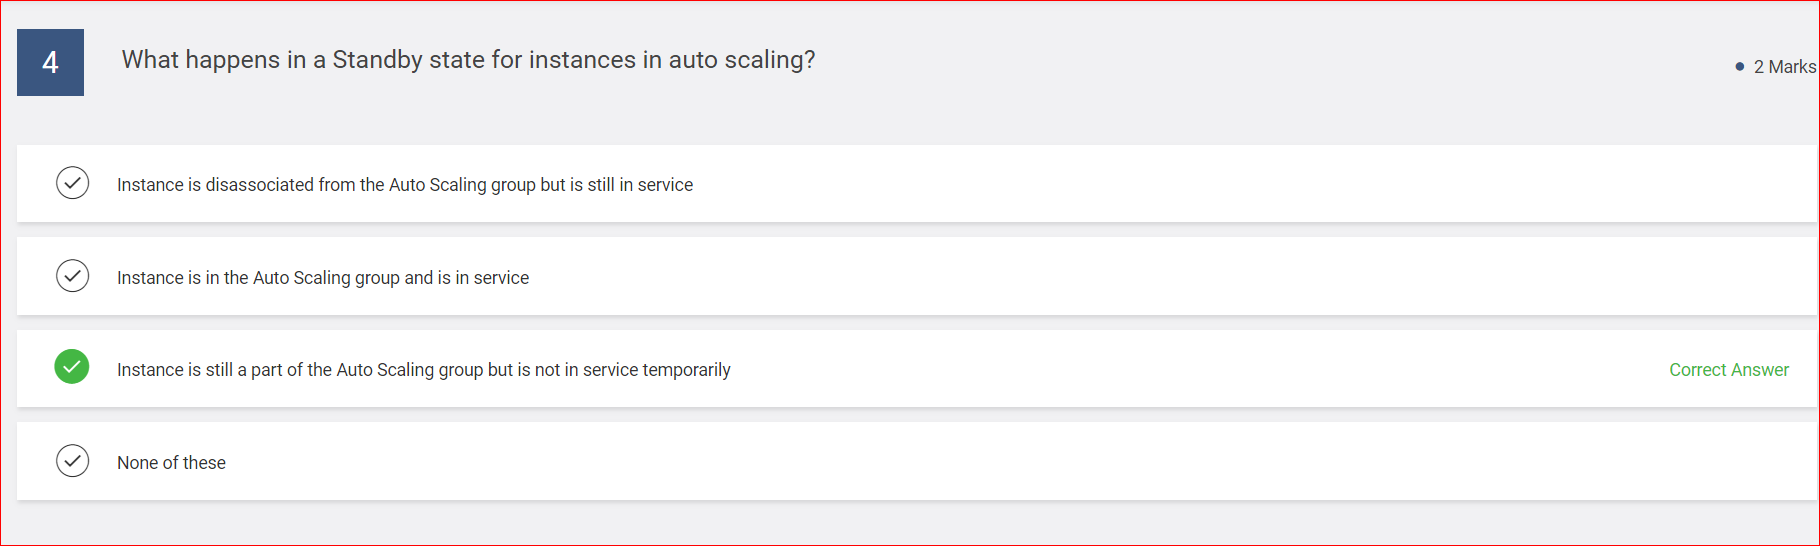 4
What happens in a Standby state for instances in auto scaling?
2 Marks
Instance is disassociated from the Auto Scaling group but is still in service
Instance is in the Auto Scaling group and is in service
Instance is still a part of the Auto Scaling group but is not in service temporarily
Correct Answer
None of these